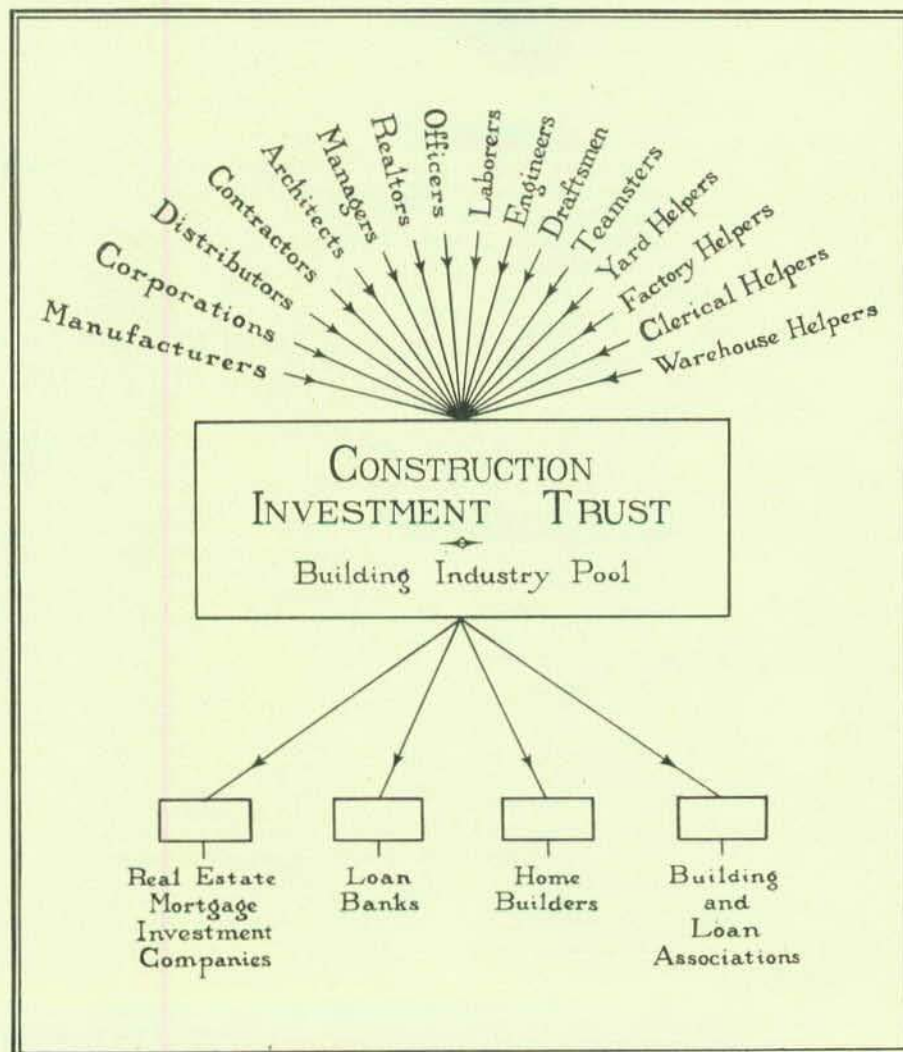 Manufacturers
Corporations
Distributors
Contractors
Architects
Managers
Realtors
Officers
Laborers
Engineers
Draftsmen
Teamsters
Yard Helpers
Factory Helpers
Clerical Helpers
Warehouse Helpers
CONSTRUCTION
INVESTMENT TRUST
Building Industry Pool
Real Estate
Mortgage
Investment
Companies
Loan
Banks
Home
Builders
Building
and
Loan
Associations